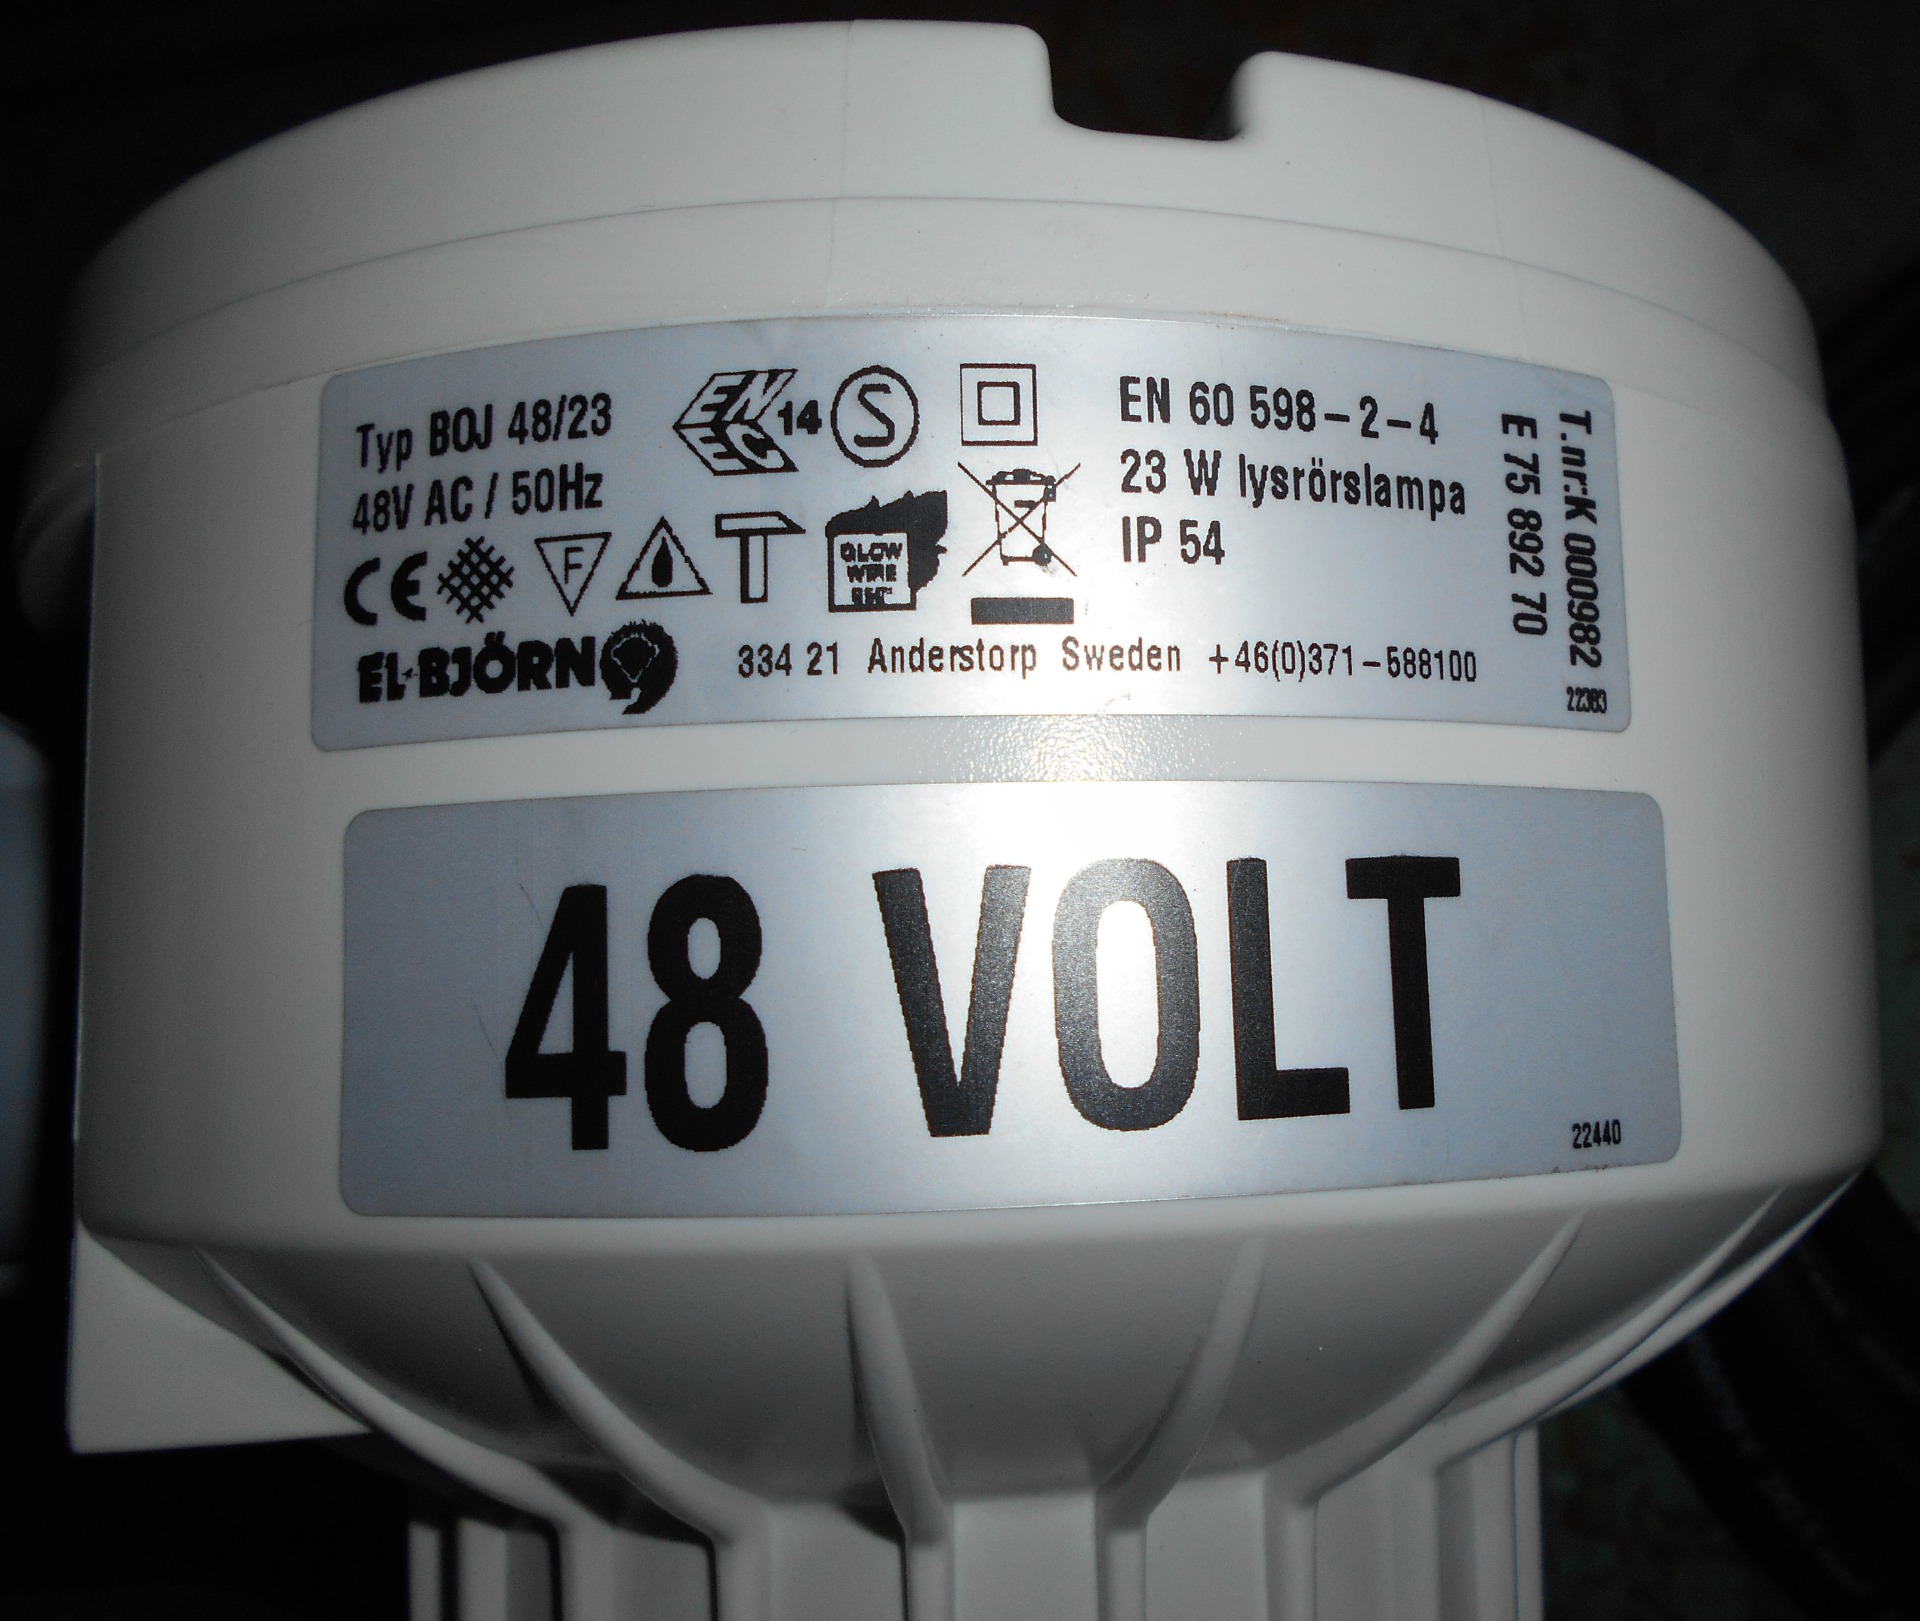 Typ BOJ 48/23
48V AC / 50Hz
ENEC 14 S
EN 60 598-2-4
23 W lysrörslampa
IP 54
CE F
GLOW WIRE
EL-BJÖRN
334 21 Anderstorp Sweden +46(0)371-588100
T.nr:K 000982
E 75 892 70
22383
48 VOLT
22440